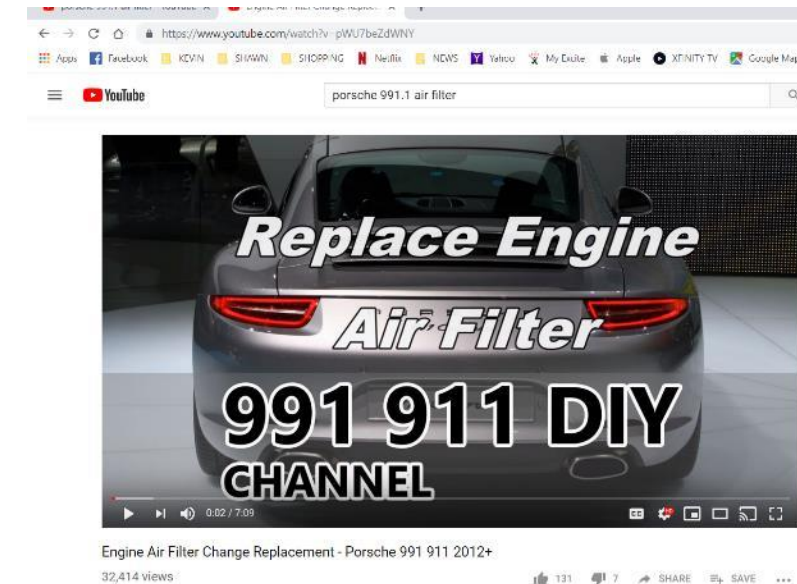 https://www.youtube.com/watch?v=pWU7beZdWNY
Apps Facebook KEVIN SHAWN SHOPPING Netflix NEWS Yahoo My Excite Apple XFINITY TV Google Map
YouTube
porsche 991.1 air filter
Replace Engine
Air Filter
991 911 DIY
CHANNEL
0:02 / 7:09
CC
Engine Air Filter Change Replacement - Porsche 991 911 2012+
32,414 views
131 7 SHARE SAVE